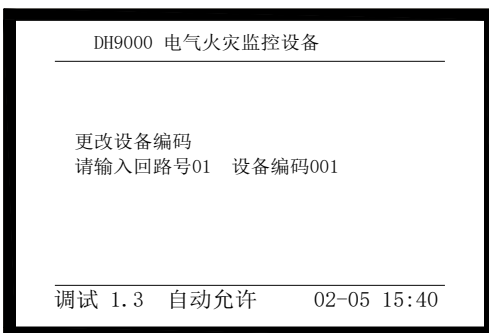 DH9000 电气火灾监控设备
更改设备编码
请输入回路号01 设备编码001
调试 1.3 自动允许 02-05 15:40